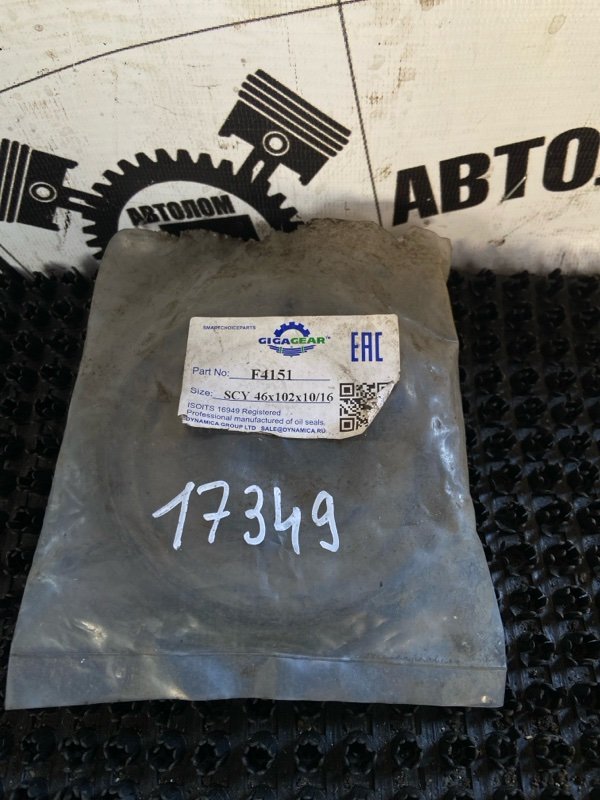 АВТОЛОМ
АВТО
SMARTCHOICEPARTS
GIGAGEAR™
EAC
Part No: F4151
Size: SCY 46x102x10/16
ISO/TS 16949 Registered
Professional manufactured of oil seals.
DYNAMICA GROUP LTD SALE@DYNAMICA.RU
17349